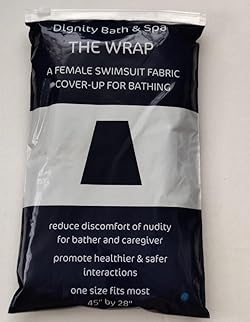 Dignity Bath & Spa
THE WRAP
A FEMALE SWIMSUIT FABRIC
COVER-UP FOR BATHING
reduce discomfort of nudity
for bather and caregiver
promote healthier & safer
interactions
one size fits most
45" by 28"